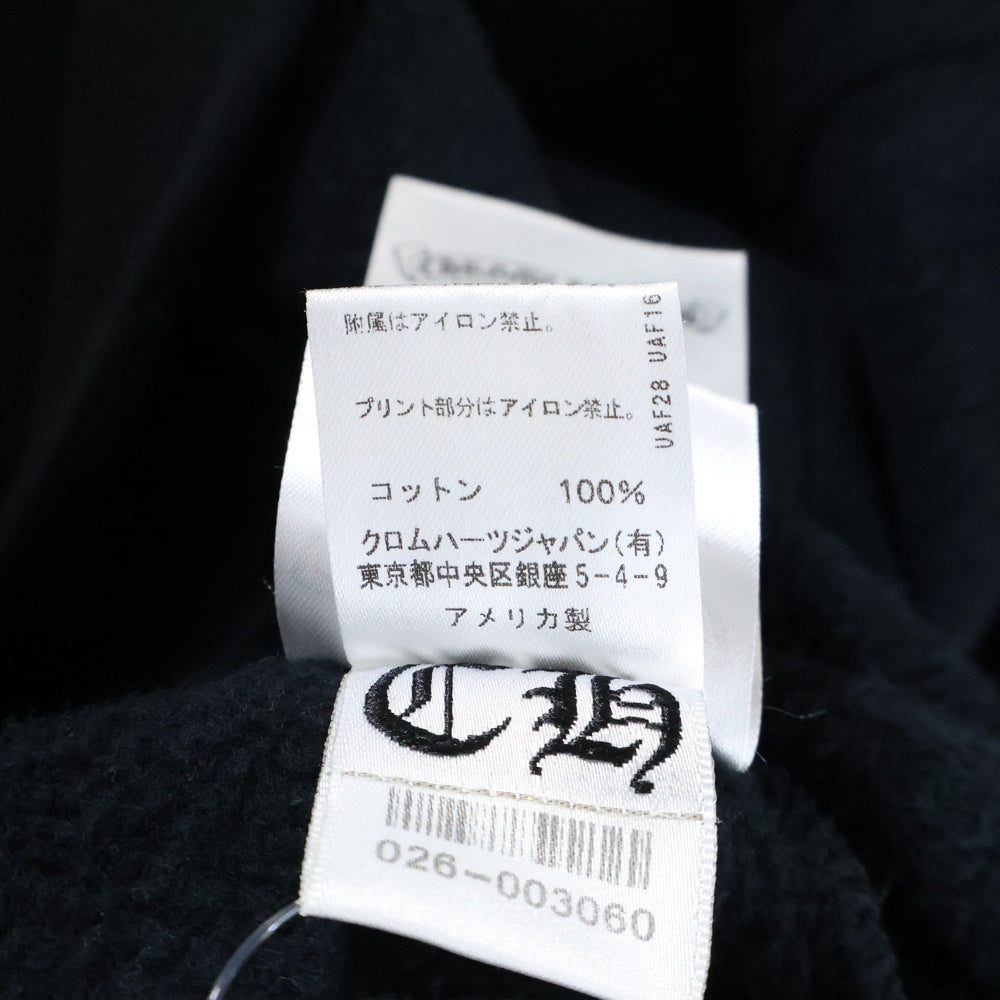 附属はアイロン禁止。
プリント部分はアイロン禁止。
UAF28 UAF16
コットン 100%
クロムハーツジャパン(有)
東京都中央区銀座5-4-9
アメリカ製
CH
026-003060